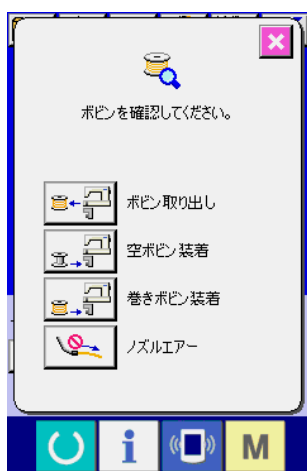 ボビンを確認してください。
ボビン取り出し
空ボビン装着
巻きボビン装着
ノズルエアー
M